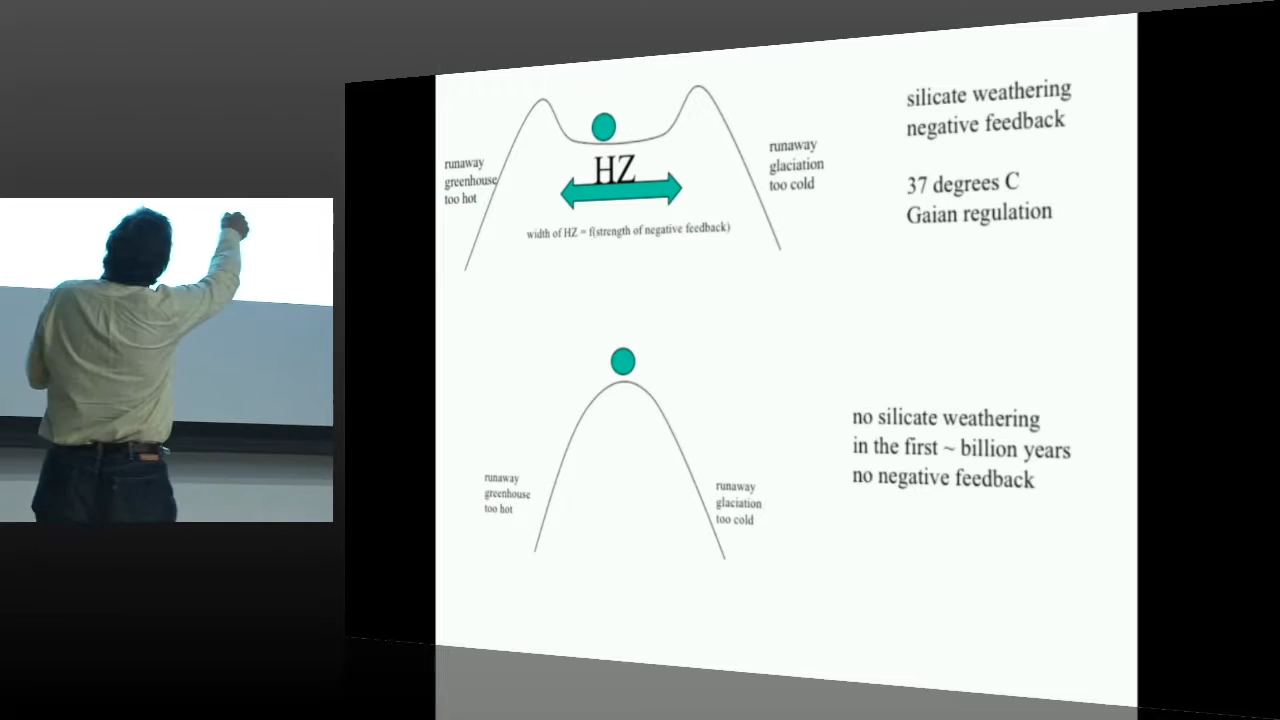 runaway
greenhouse
too hot
HZ
width of HZ = f(strength of negative feedback)
runaway
glaciation
too cold
silicate weathering
negative feedback
37 degrees C
Gaian regulation
runaway
greenhouse
too hot
runaway
glaciation
too cold
no silicate weathering
in the first ~ billion years
no negative feedback